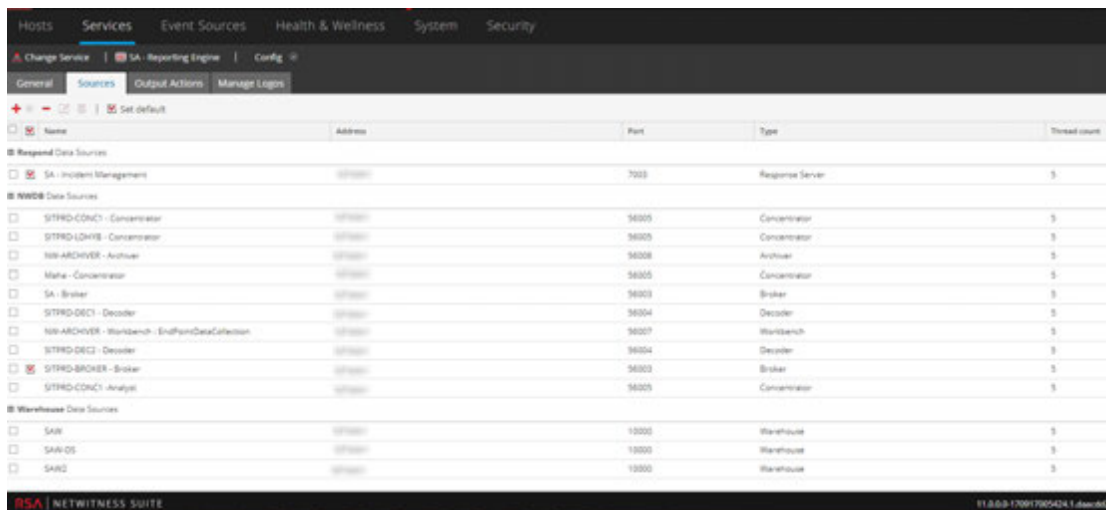 Hosts Services Event Sources Health & Wellness System Security
Change Service | SA - Reporting Engine | Config
General Sources Output Actions Manage Logos
Set default
Name Address Port Type Thread count
Respond Data Sources
SA - Incident Management 7003 Response Server 5
NWDB Data Sources
SITPRD-CONC1 - Concentrator 56005 Concentrator 5
SITPRD-LDHYB - Concentrator 56005 Concentrator 5
NW-ARCHIVER - Archiver 56008 Archiver 5
Maha - Concentrator 56005 Concentrator 5
SA - Broker 56003 Broker 5
SITPRD-DEC1 - Decoder 56004 Decoder 5
NW-ARCHIVER - Workbench - EndPointDataCollection 56007 Workbench 5
SITPRD-DEC2 - Decoder 56004 Decoder 5
SITPRD-BROKER - Broker 56003 Broker 5
SITPRD-CONC1 -Analyst 56005 Concentrator 5
Warehouse Data Sources
SAW 10000 Warehouse 5
SAW-DS 10000 Warehouse 5
SAW2 10000 Warehouse 5
RSA | NETWITNESS SUITE